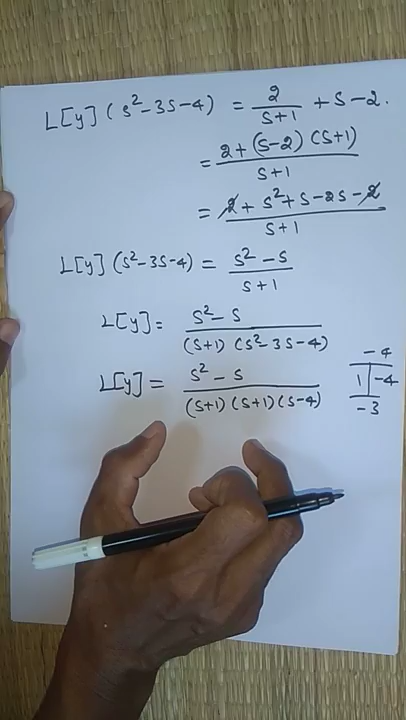 L[y] (s²-3s-4) = 2/(s+1) + s-2.
= (2+(s-2)(s+1))/(s+1)
= (2+s²+s-2s-2)/(s+1)
L[y] (s²-3s-4) = (s²-s)/(s+1)
L[y] = (s²-s)/((s+1)(s²-3s-4))
-4
L[y] = (s²-s)/((s+1)(s+1)(s-4))
1 | -4
-3